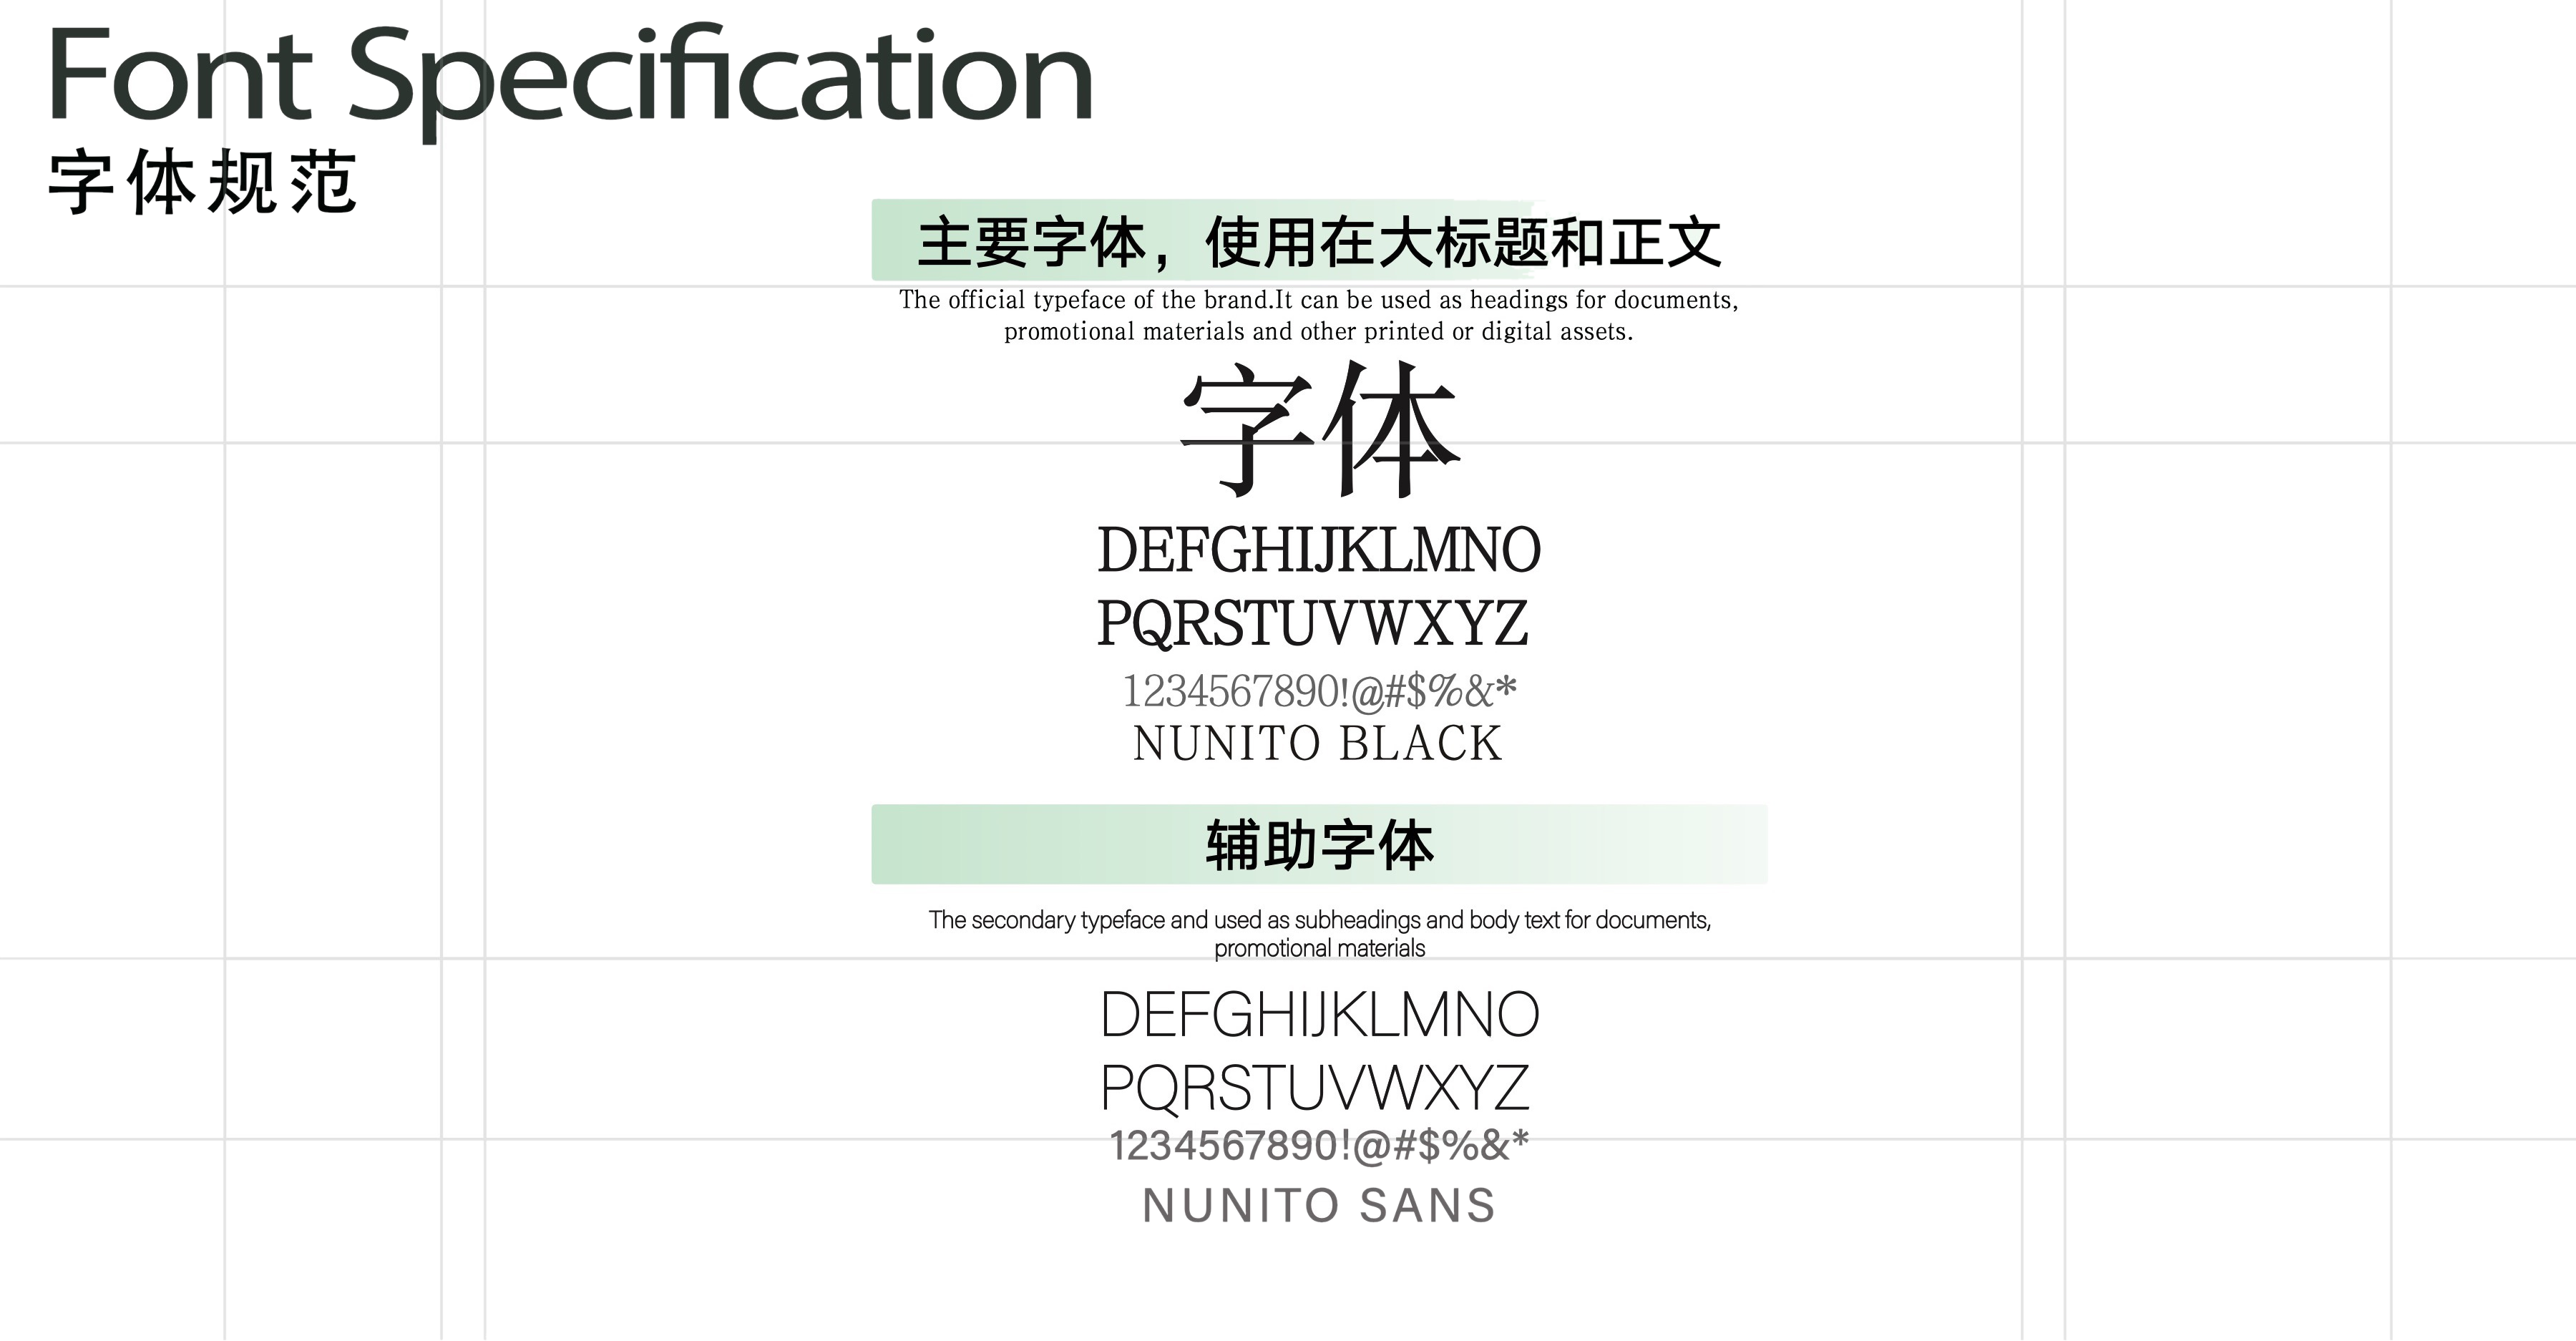 Font Specification
字体规范
主要字体，使用在大标题和正文
The official typeface of the brand.It can be used as headings for documents,
promotional materials and other printed or digital assets.
字体
DEFGHIJKLMNO
PQRSTUVWXYZ
1234567890!@#$%&*
NUNITO BLACK
辅助字体
The secondary typeface and used as subheadings and body text for documents,
promotional materials
DEFGHIJKLMNO
PQRSTUVWXYZ
1234567890!@#$%&*
NUNITO SANS